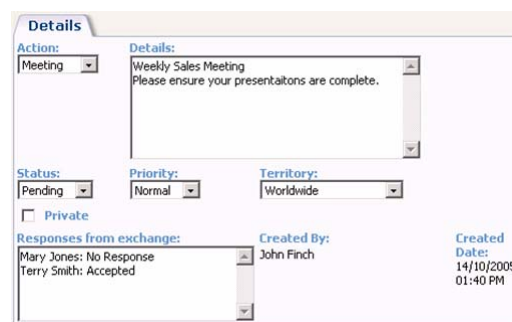 Details
Action:
Details:
Meeting
Weekly Sales Meeting
Please ensure your presentaitons are complete.
Status:
Priority:
Territory:
Pending
Normal
Worldwide
Private
Responses from exchange:
Created By:
Created
Date:
Mary Jones: No Response
Terry Smith: Accepted
John Finch
14/10/2005
01:40 PM